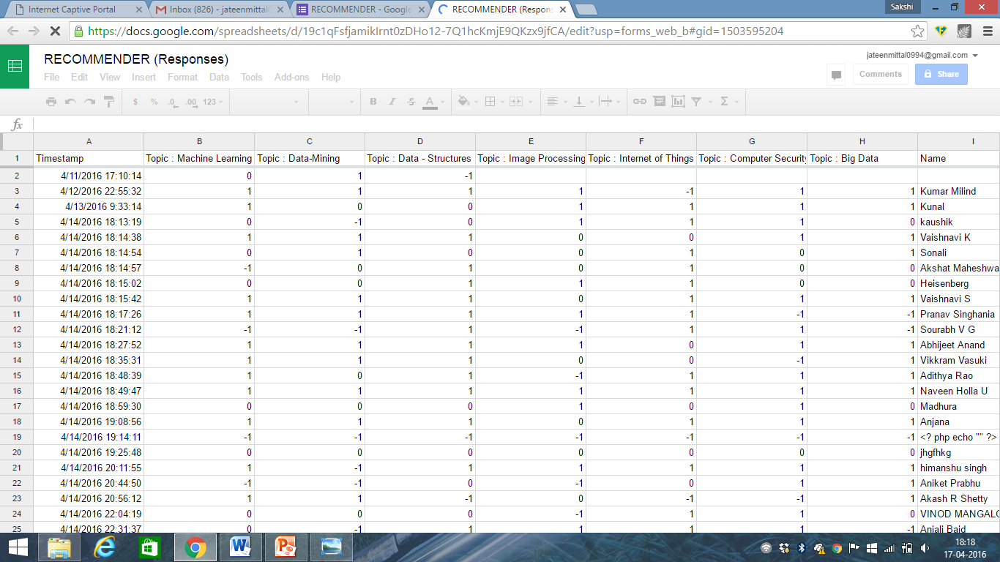 Internet Captive Portal Inbox (826) - jateenmittal0 RECOMMENDER - Google RECOMMENDER (Respon Sakshi
https://docs.google.com/spreadsheets/d/19c1qFsfjamikIrnt0zDHo12-7Q1hcKmjE9QKzx9jfCA/edit?usp=forms_web_b#gid=1503595204
RECOMMENDER (Responses) jateenmittal0994@gmail.com
File Edit View Insert Format Data Tools Add-ons Help Comments Share
$ % .0 .00 123 B I S A Σ
fx
A B C D E F G H I
1 Timestamp Topic : Machine Learning Topic : Data-Mining Topic : Data - Structures Topic : Image Processing Topic : Internet of Things Topic : Computer Security Topic : Big Data Name
2 4/11/2016 17:10:14 0 1 -1
3 4/12/2016 22:55:32 1 1 1 1 -1 1 1 Kumar Milind
4 4/13/2016 9:33:14 1 0 0 1 1 1 1 Kunal
5 4/14/2016 18:13:19 0 -1 0 1 1 1 0 kaushik
6 4/14/2016 18:14:38 1 1 1 0 0 1 1 Vaishnavi K
7 4/14/2016 18:14:54 0 1 0 0 1 0 1 Sonali
8 4/14/2016 18:14:57 -1 0 1 0 1 0 0 Akshat Maheshwa
9 4/14/2016 18:15:02 0 0 1 1 1 0 0 Heisenberg
10 4/14/2016 18:15:42 1 1 1 0 1 1 1 Vaishnavi S
11 4/14/2016 18:17:26 1 1 1 1 1 -1 -1 Pranav Singhania
12 4/14/2016 18:21:12 -1 -1 1 -1 1 1 -1 Sourabh V G
13 4/14/2016 18:27:52 1 1 1 1 0 1 1 Abhijeet Anand
14 4/14/2016 18:35:31 1 1 1 0 0 -1 1 Vikkram Vasuki
15 4/14/2016 18:48:39 1 0 1 -1 1 1 1 Adithya Rao
16 4/14/2016 18:49:47 1 1 1 1 1 1 1 Naveen Holla U
17 4/14/2016 18:59:30 0 0 0 1 0 1 0 Madhura
18 4/14/2016 19:08:56 1 1 1 0 1 1 1 Anjana
19 4/14/2016 19:14:11 -1 -1 -1 -1 -1 -1 -1 <? php echo "" ?>
20 4/14/2016 19:25:48 0 0 0 0 0 0 0 jhgfhkg
21 4/14/2016 20:11:55 1 -1 1 1 1 1 1 himanshu singh
22 4/14/2016 20:44:50 -1 -1 0 -1 0 1 1 Aniket Prabhu
23 4/14/2016 20:56:12 1 1 -1 0 -1 -1 1 Akash R Shetty
24 4/14/2016 22:04:19 0 0 0 -1 1 1 0 VINOD MANGALO
25 4/14/2016 22:31:37 0 -1 1 1 1 1 -1 Anjali Baid
18:18
17-04-2016